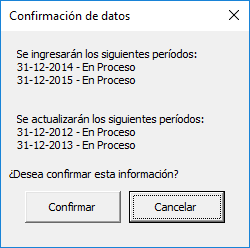 Confirmación de datos
Se ingresarán los siguientes períodos:
31-12-2014 - En Proceso
31-12-2015 - En Proceso
Se actualizarán los siguientes períodos:
31-12-2012 - En Proceso
31-12-2013 - En Proceso
¿Desea confirmar esta información?
Confirmar
Cancelar